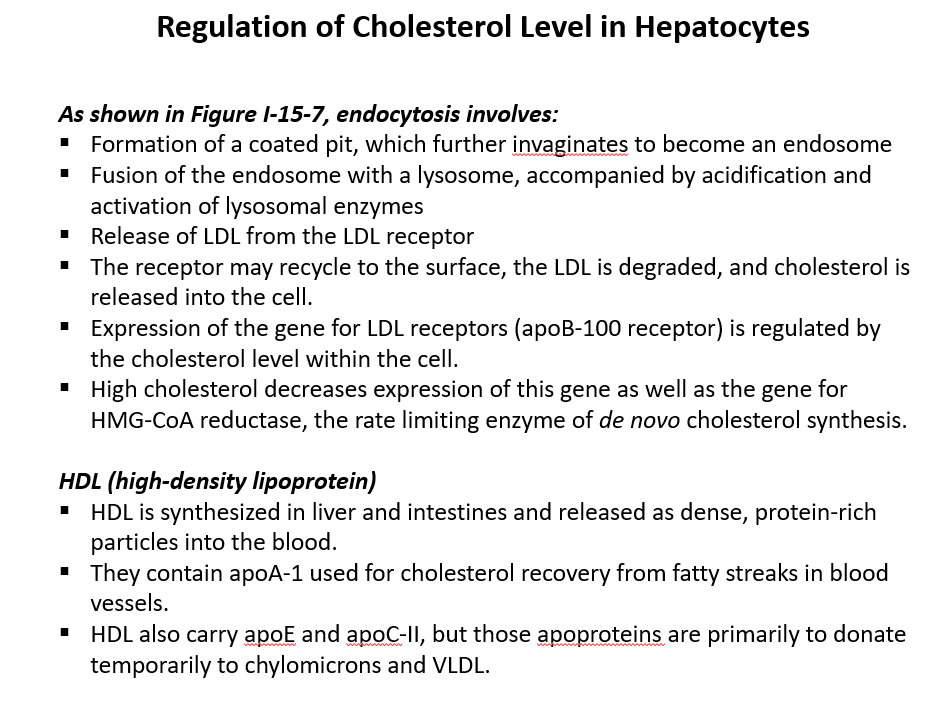 Regulation of Cholesterol Level in Hepatocytes
As shown in Figure I-15-7, endocytosis involves:
▪ Formation of a coated pit, which further invaginates to become an endosome
▪ Fusion of the endosome with a lysosome, accompanied by acidification and
activation of lysosomal enzymes
▪ Release of LDL from the LDL receptor
▪ The receptor may recycle to the surface, the LDL is degraded, and cholesterol is
released into the cell.
▪ Expression of the gene for LDL receptors (apoB-100 receptor) is regulated by
the cholesterol level within the cell.
▪ High cholesterol decreases expression of this gene as well as the gene for
HMG-CoA reductase, the rate limiting enzyme of de novo cholesterol synthesis.
HDL (high-density lipoprotein)
▪ HDL is synthesized in liver and intestines and released as dense, protein-rich
particles into the blood.
▪ They contain apoA-1 used for cholesterol recovery from fatty streaks in blood
vessels.
▪ HDL also carry apoE and apoC-II, but those apoproteins are primarily to donate
temporarily to chylomicrons and VLDL.